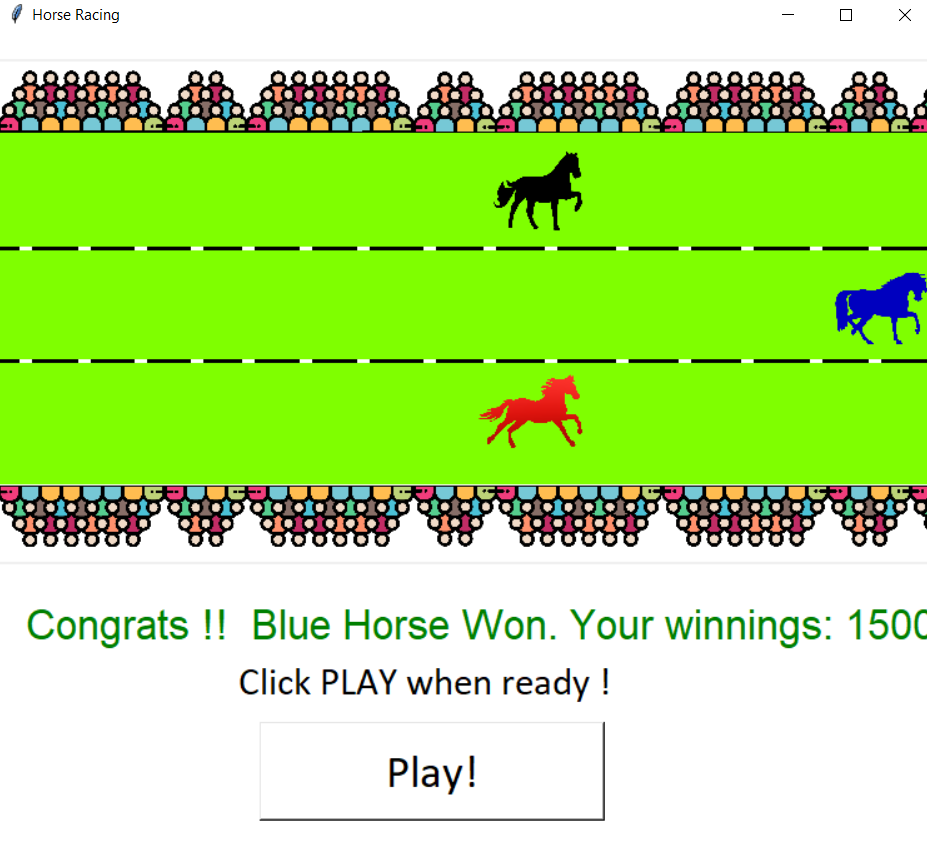 Horse Racing
Congrats !!  Blue Horse Won. Your winnings: 1500
Click PLAY when ready !
Play!